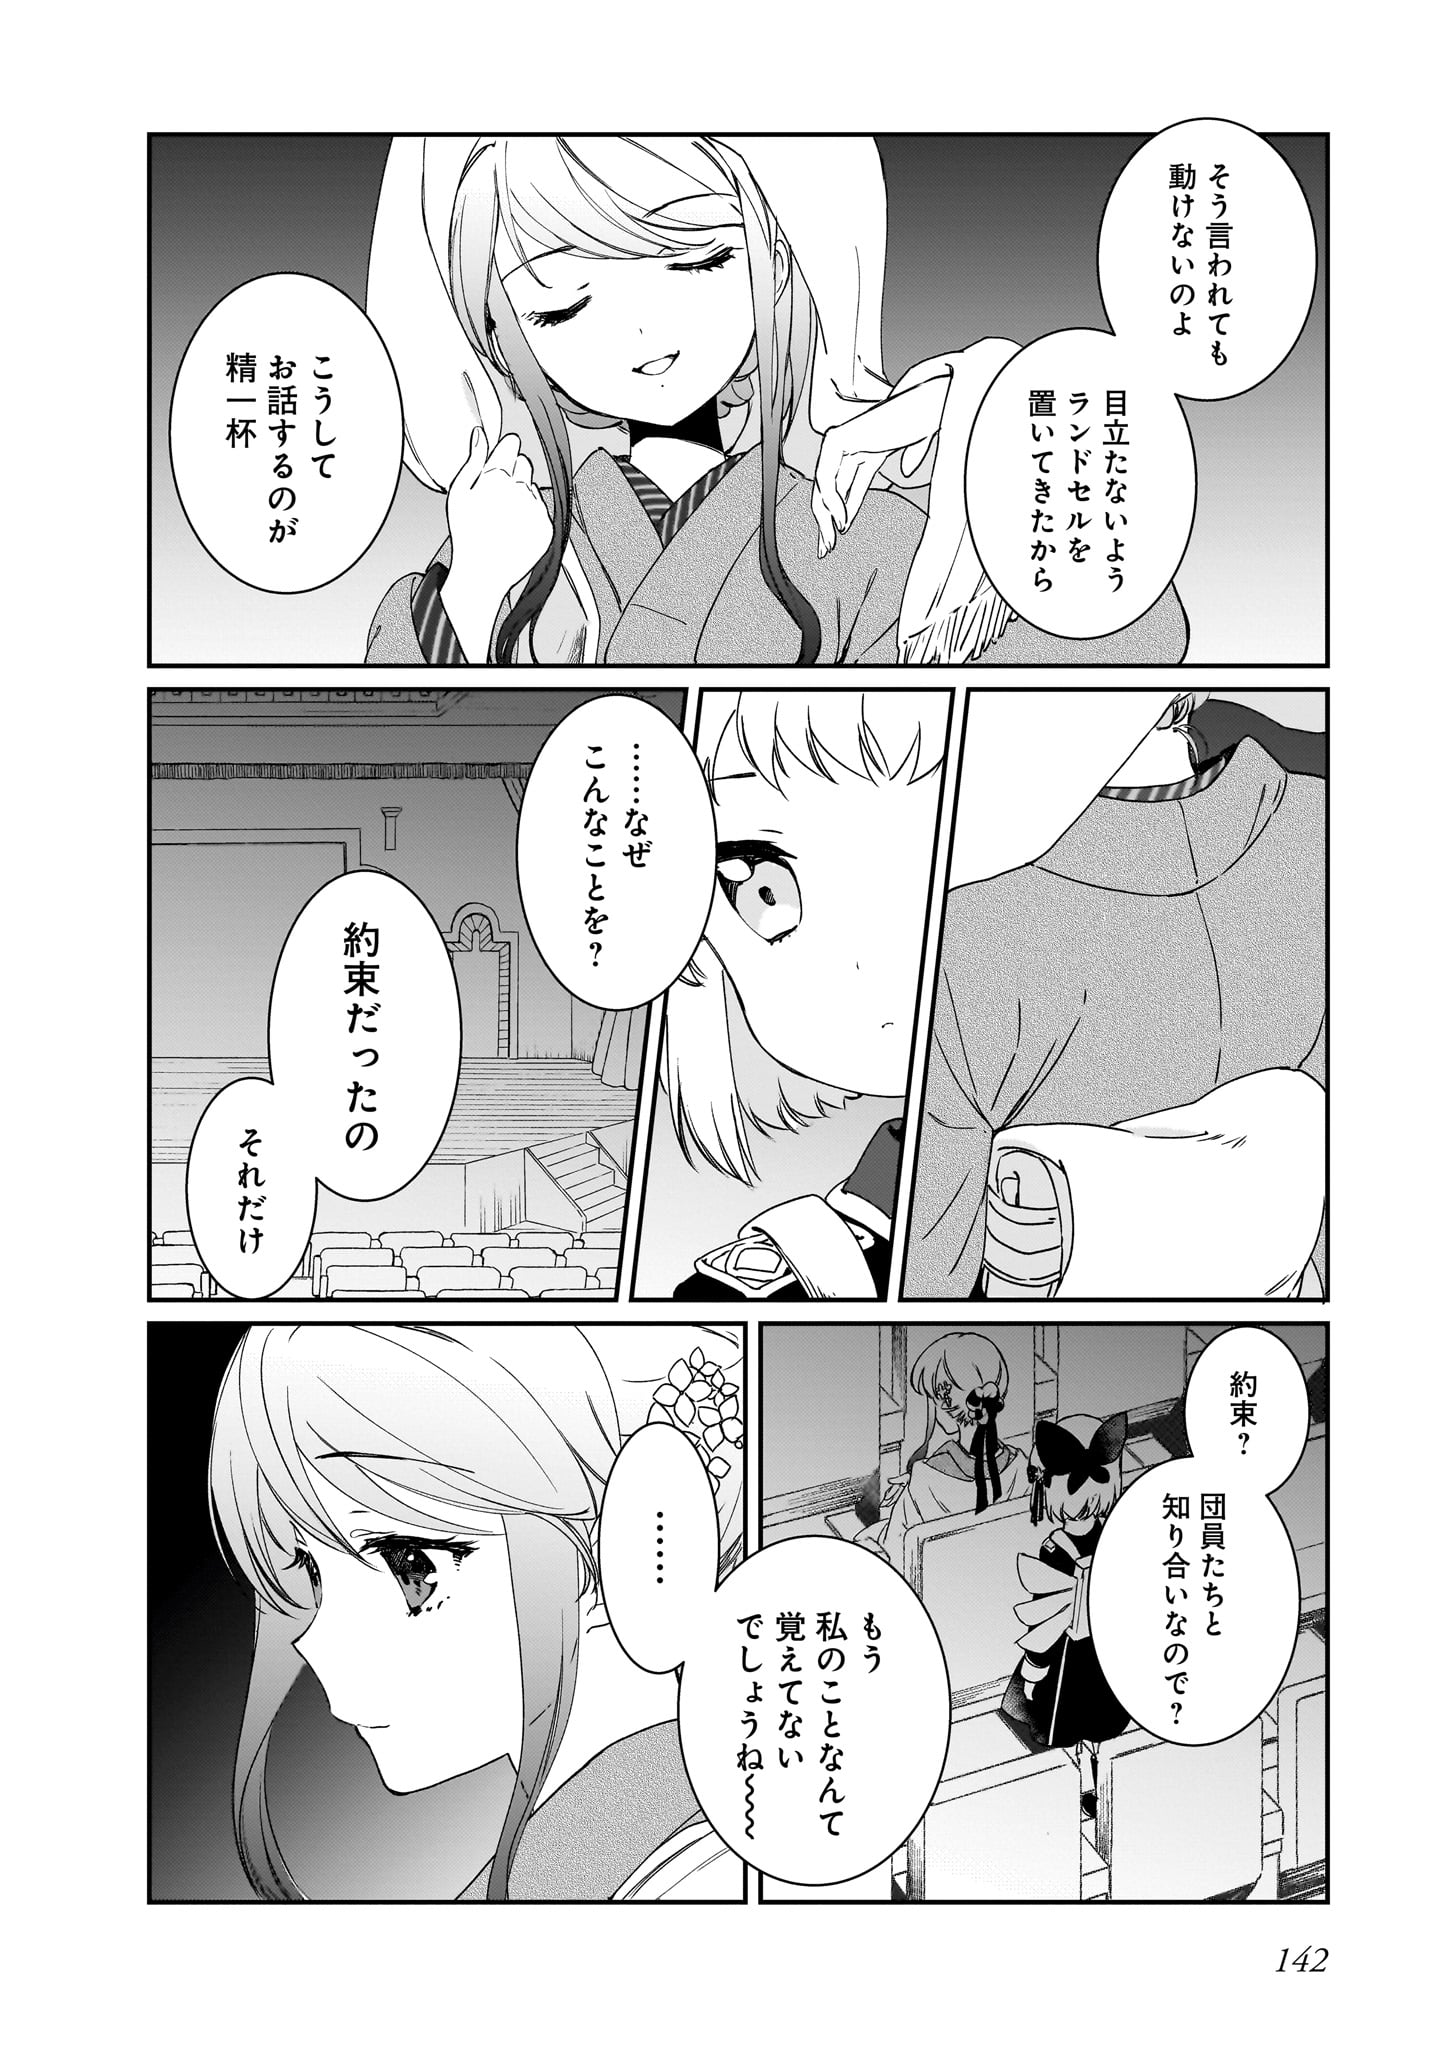 そう言われても
動けないのよ
目立たないよう
ランドセルを
置いてきたから
こうして
お話するのが
精一杯
……なぜ
こんなことを？
約束だったの
それだけ
約束？
団員たちと
知り合いなので？
もう
私のことなんて
覚えてない
でしょうね〜〜〜
……
142